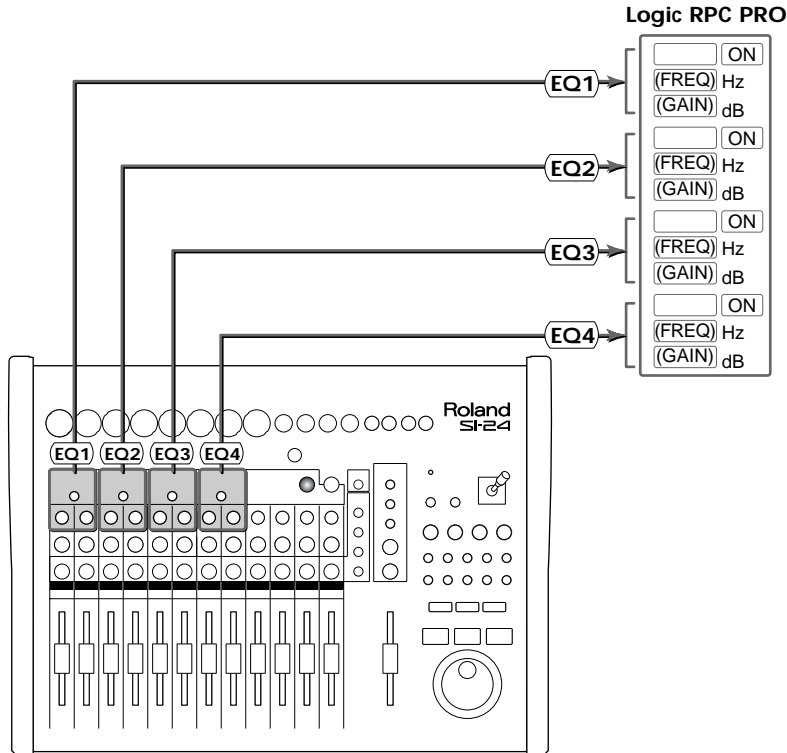 Logic RPC PRO
ON
EQ1 (FREQ) Hz
(GAIN) dB
ON
EQ2 (FREQ) Hz
(GAIN) dB
ON
EQ3 (FREQ) Hz
(GAIN) dB
ON
EQ4 (FREQ) Hz
(GAIN) dB
Roland
SI-24
EQ1 EQ2 EQ3 EQ4